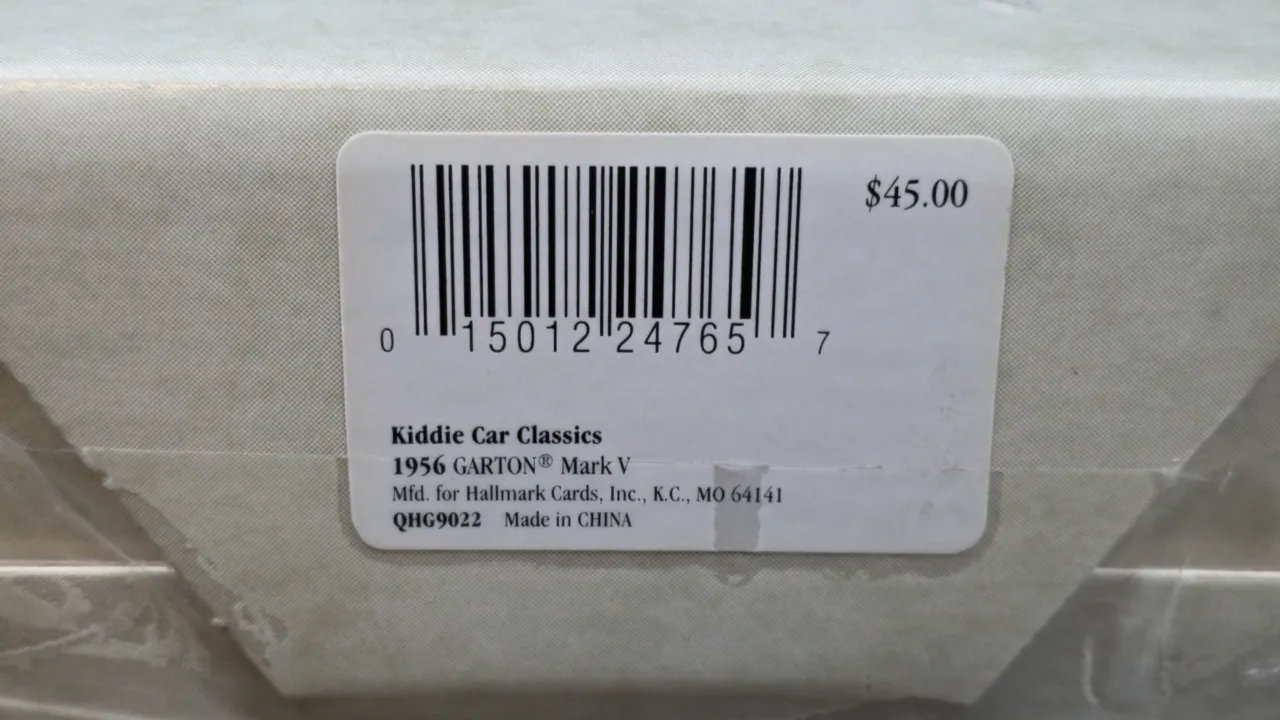 $45.00
0 15012 24765 7
Kiddie Car Classics
1956 GARTON® Mark V
Mfd. for Hallmark Cards, Inc., K.C., MO 64141
QHG9022 Made in CHINA